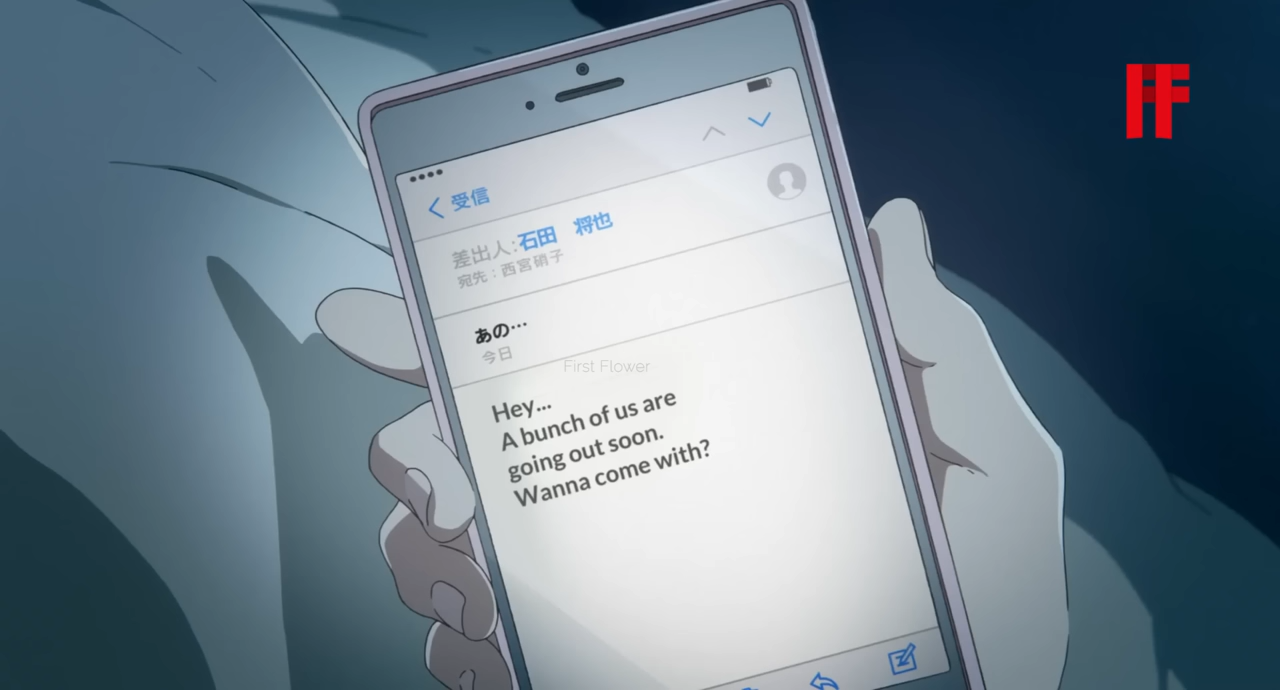 FF
受信
差出人:石田 将也
宛先:西宮硝子
あの…
今日
First Flower
Hey...
A bunch of us are
going out soon.
Wanna come with?